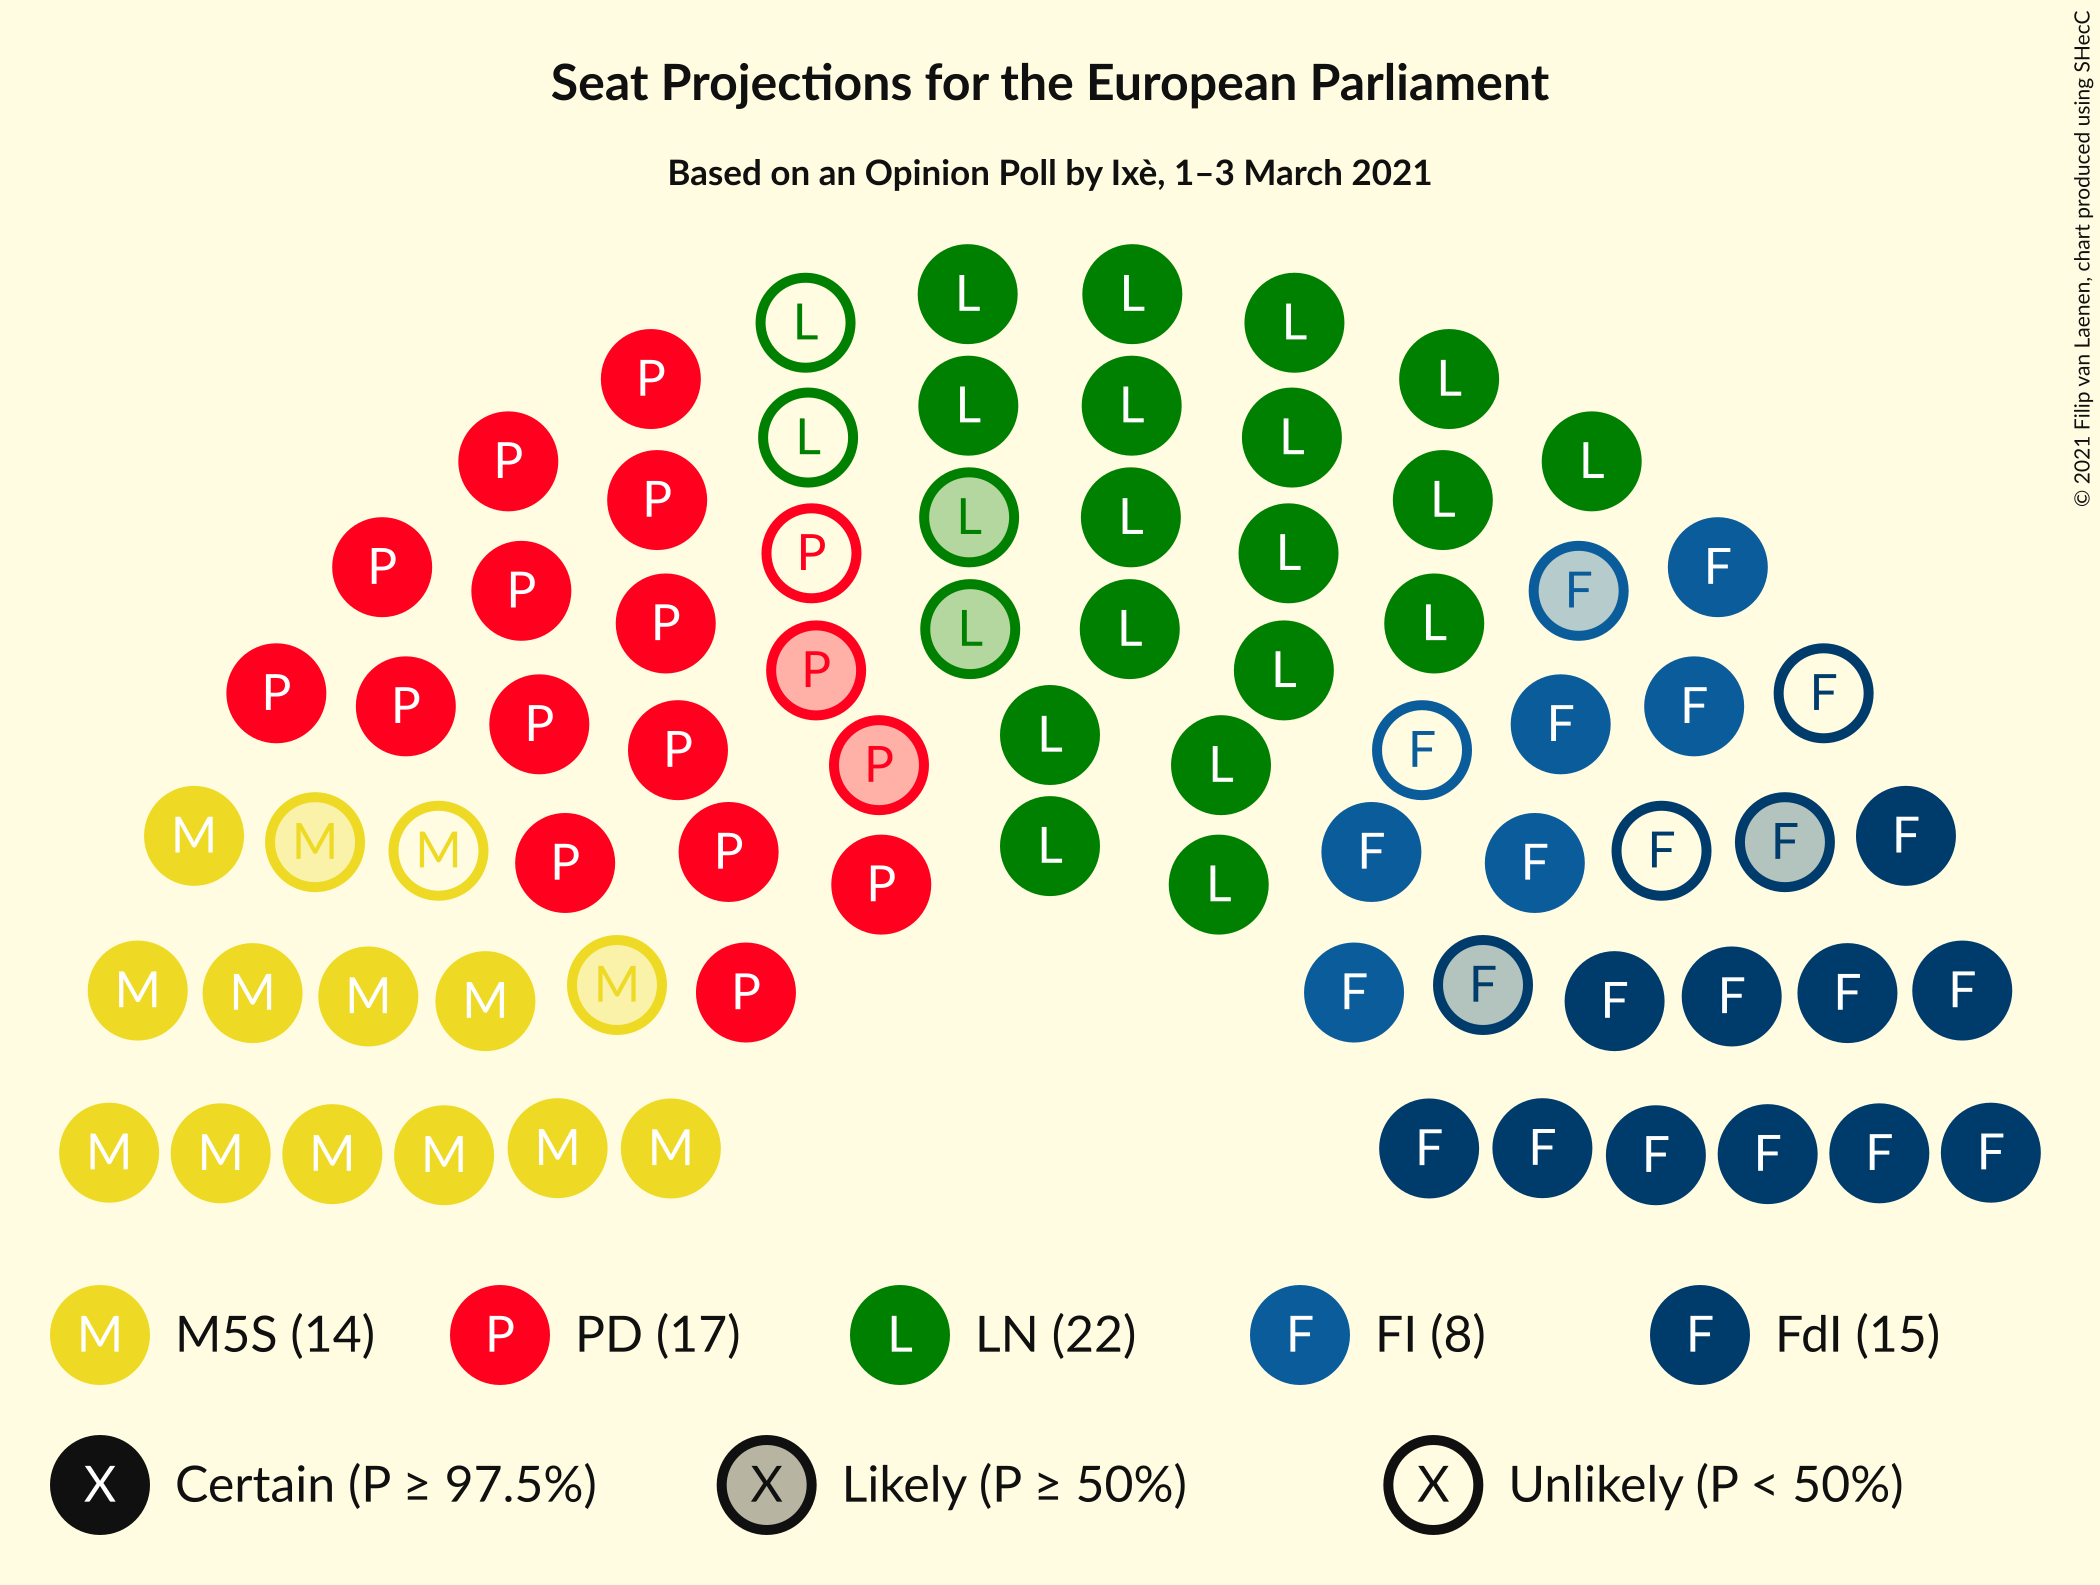 Seat Projections for the European Parliament
Based on an Opinion Poll by Ixè, 1–3 March 2021
© 2021 Filip van Laenen, chart produced using SHecC
L L L L
P L L P
L L L L
P P L L P
L L L L
P P F F
P L L L
P P L L F
P P P P L L F F F F
P L L
M M M P P P L L F F F F F
M M M M M P F F F F F F
M M M M M M F F F F F F
M M5S (14) P PD (17) L LN (22) F FI (8) F FdI (15)
X Certain (P ≥ 97.5%) X Likely (P ≥ 50%) X Unlikely (P < 50%)